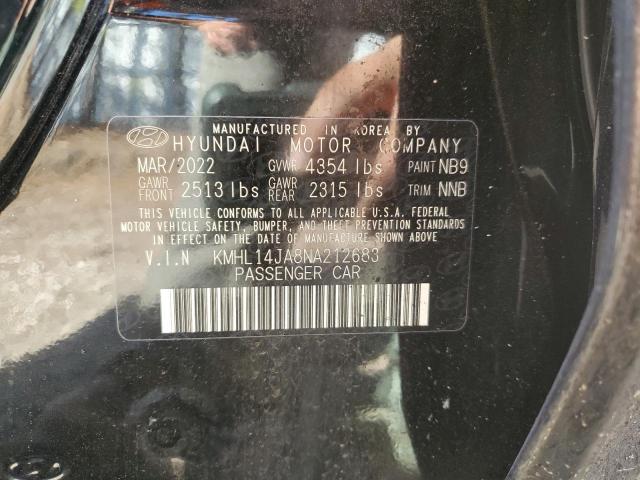 MANUFACTURED IN KOREA BY
HYUNDAI MOTOR COMPANY
MAR/2022 GVWR 4354 lbs PAINT NB9
GAWR FRONT 2513 lbs GAWR REAR 2315 lbs TRIM NNB
THIS VEHICLE CONFORMS TO ALL APPLICABLE U.S.A. FEDERAL
MOTOR VEHICLE SAFETY, BUMPER, AND THEFT PREVENTION STANDARDS
IN EFFECT ON THE DATE OF MANUFACTURE SHOWN ABOVE
V.I.N KMHL14JA8NA212683
PASSENGER CAR